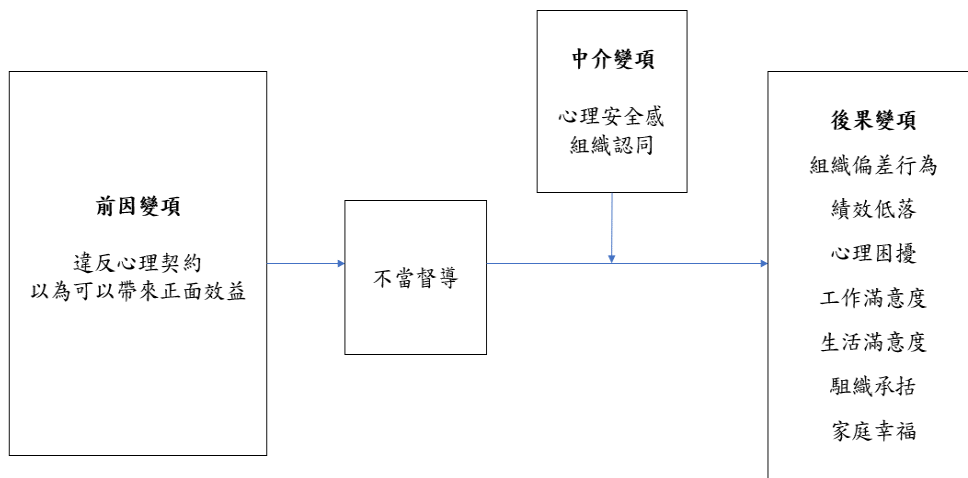 前因變項
違反心理契約
以為可以帶來正面效益
不當督導
中介變項
心理安全感
組織認同
後果變項
組織偏差行為
績效低落
心理困擾
工作滿意度
生活滿意度
駔織承括
家庭幸福